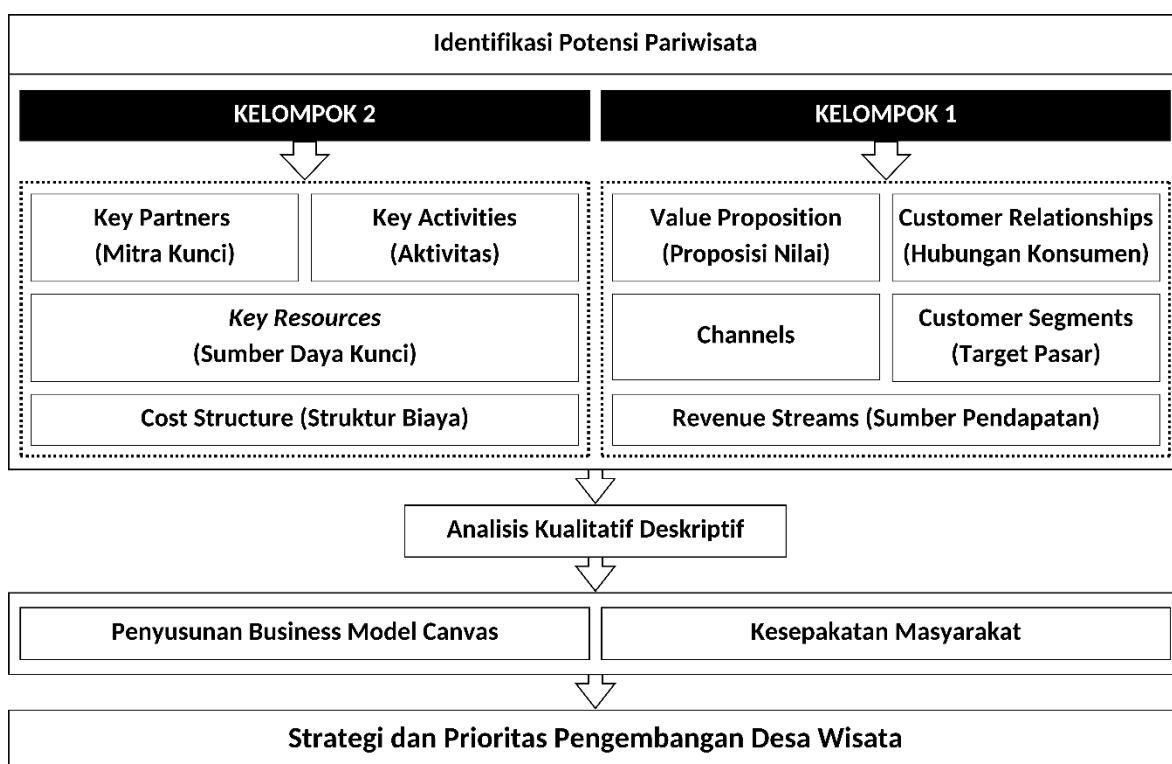 Identifikasi Potensi Pariwisata
KELOMPOK 2
KELOMPOK 1
Key Partners
(Mitra Kunci)
Key Activities
(Aktivitas)
Key Resources
(Sumber Daya Kunci)
Cost Structure (Struktur Biaya)
Value Proposition
(Proposisi Nilai)
Customer Relationships
(Hubungan Konsumen)
Channels
Customer Segments
(Target Pasar)
Revenue Streams (Sumber Pendapatan)
Analisis Kualitatif Deskriptif
Penyusunan Business Model Canvas
Kesepakatan Masyarakat
Strategi dan Prioritas Pengembangan Desa Wisata